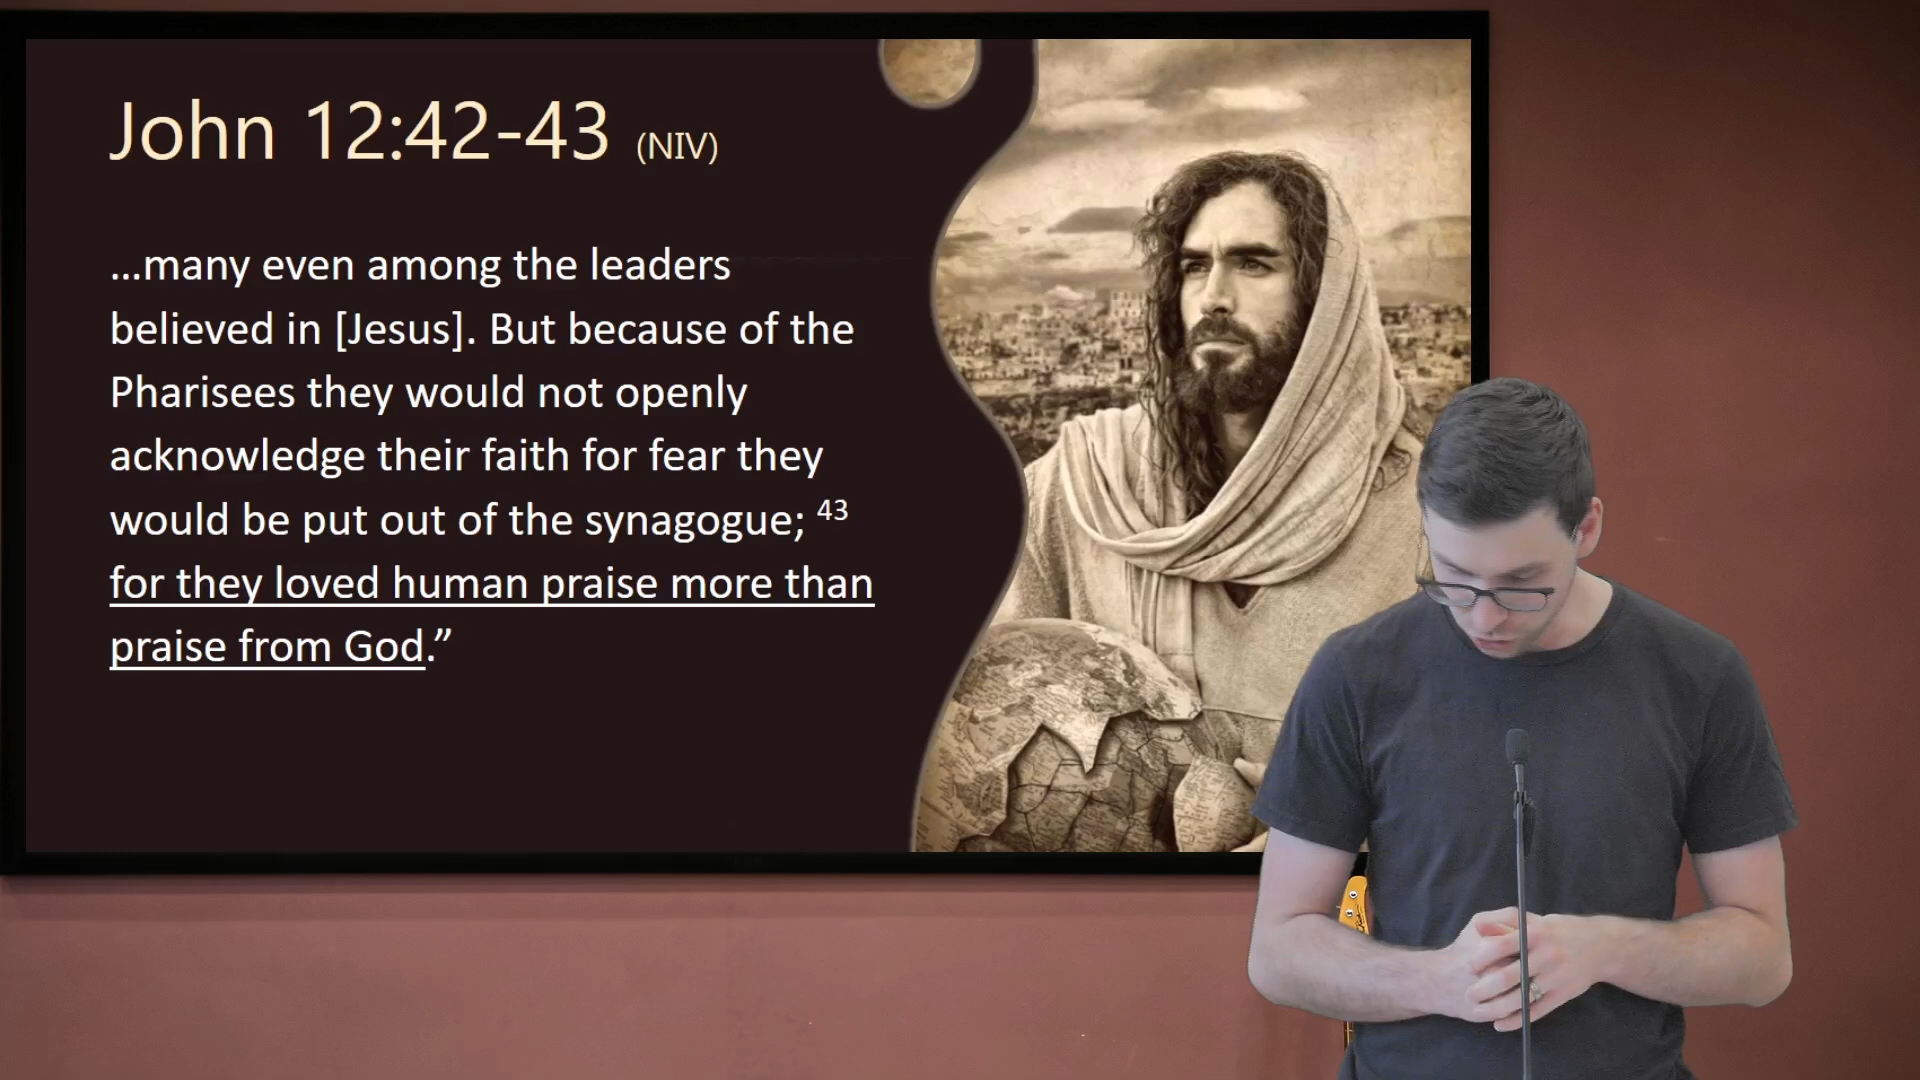 John 12:42-43 (NIV)
...many even among the leaders
believed in [Jesus]. But because of the
Pharisees they would not openly
acknowledge their faith for fear they
would be put out of the synagogue; 43
for they loved human praise more than
praise from God.”